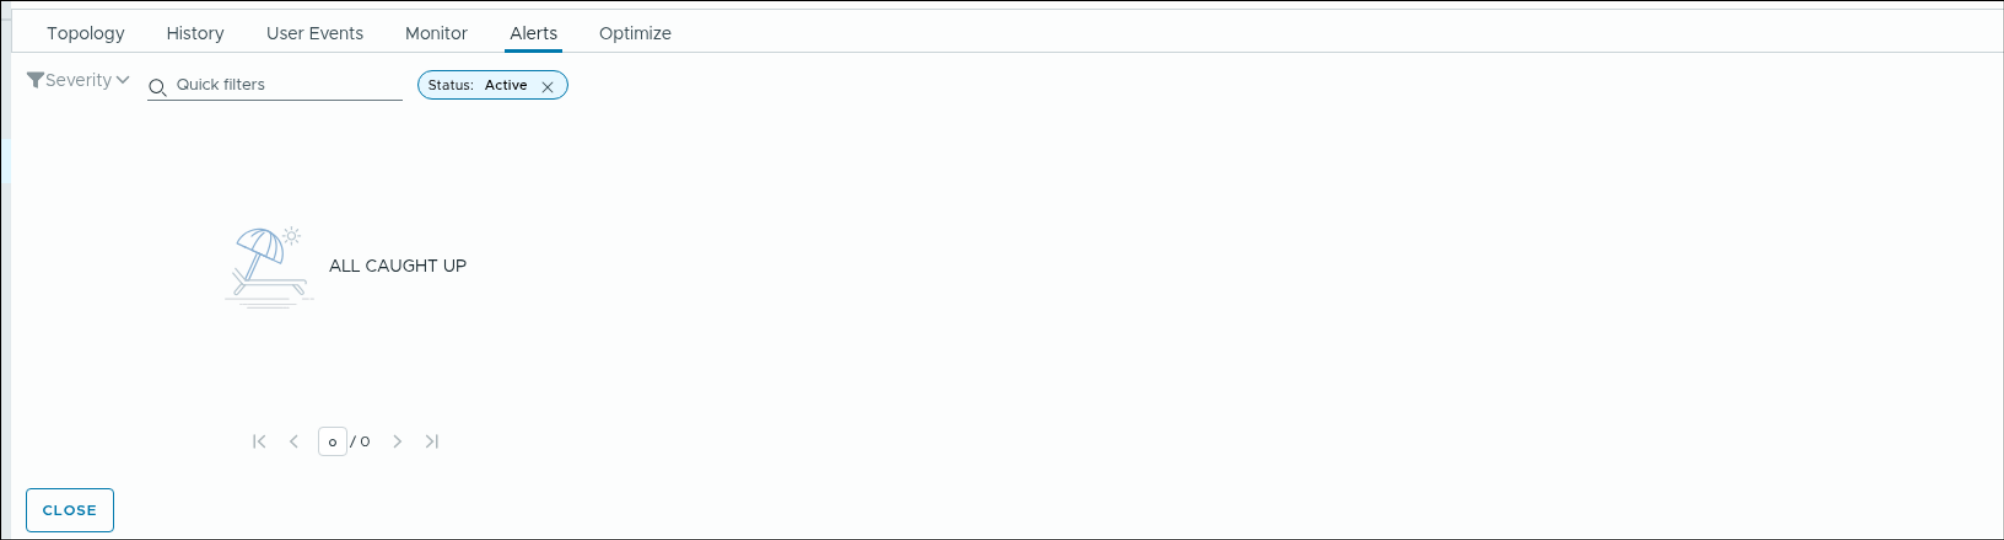 Topology History User Events Monitor Alerts Optimize
Severity Quick filters Status: Active
ALL CAUGHT UP
0 / 0
CLOSE